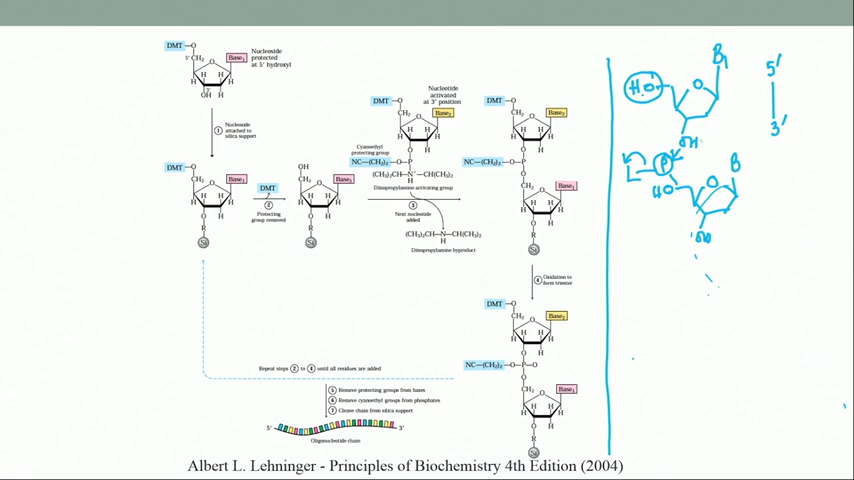 DMT—O
5' CH₂
Base₁
Nucleoside
protected
at 5' hydroxyl
O
H H H H
3'
OH H
① Nucleoside
attached to
silica support
DMT—O
CH₂
Base₁
O
H H H H
O H
R
Si
DMT
② Protecting
group removed
OH
CH₂
Base₁
O
H H H H
O H
R
Si
Nucleotide
activated
at 3' position
DMT—O
CH₂
Base₂
O
H H H H
O H
Cyanoethyl
protecting group
NC—(CH₂)₂—O—P
(CH₃)₂CH—N⁺—CH(CH₃)₂
H
Diisopropylamine activating group
③
Next nucleotide
added
(CH₃)₂CH—N—CH(CH₃)₂
H
Diisopropylamine byproduct
DMT—O
CH₂
Base₂
O
H H H H
O H
NC—(CH₂)₂—O—P
O
CH₂
Base₁
O
H H H H
O H
R
Si
④ Oxidation to
form triester
DMT—O
CH₂
Base₂
O
H H H H
O H
NC—(CH₂)₂—O—P=O
O
CH₂
Base₁
O
H H H H
O H
R
Si
Repeat steps ② to ④ until all residues are added
⑤ Remove protecting groups from bases
⑥ Remove cyanoethyl groups from phosphates
⑦ Cleave chain from silica support
5' 3'
Oligonucleotide chain
Albert L. Lehninger - Principles of Biochemistry 4th Edition (2004)
B₁
HO
O
OH
5'
3'
P
HO
O
B
OH